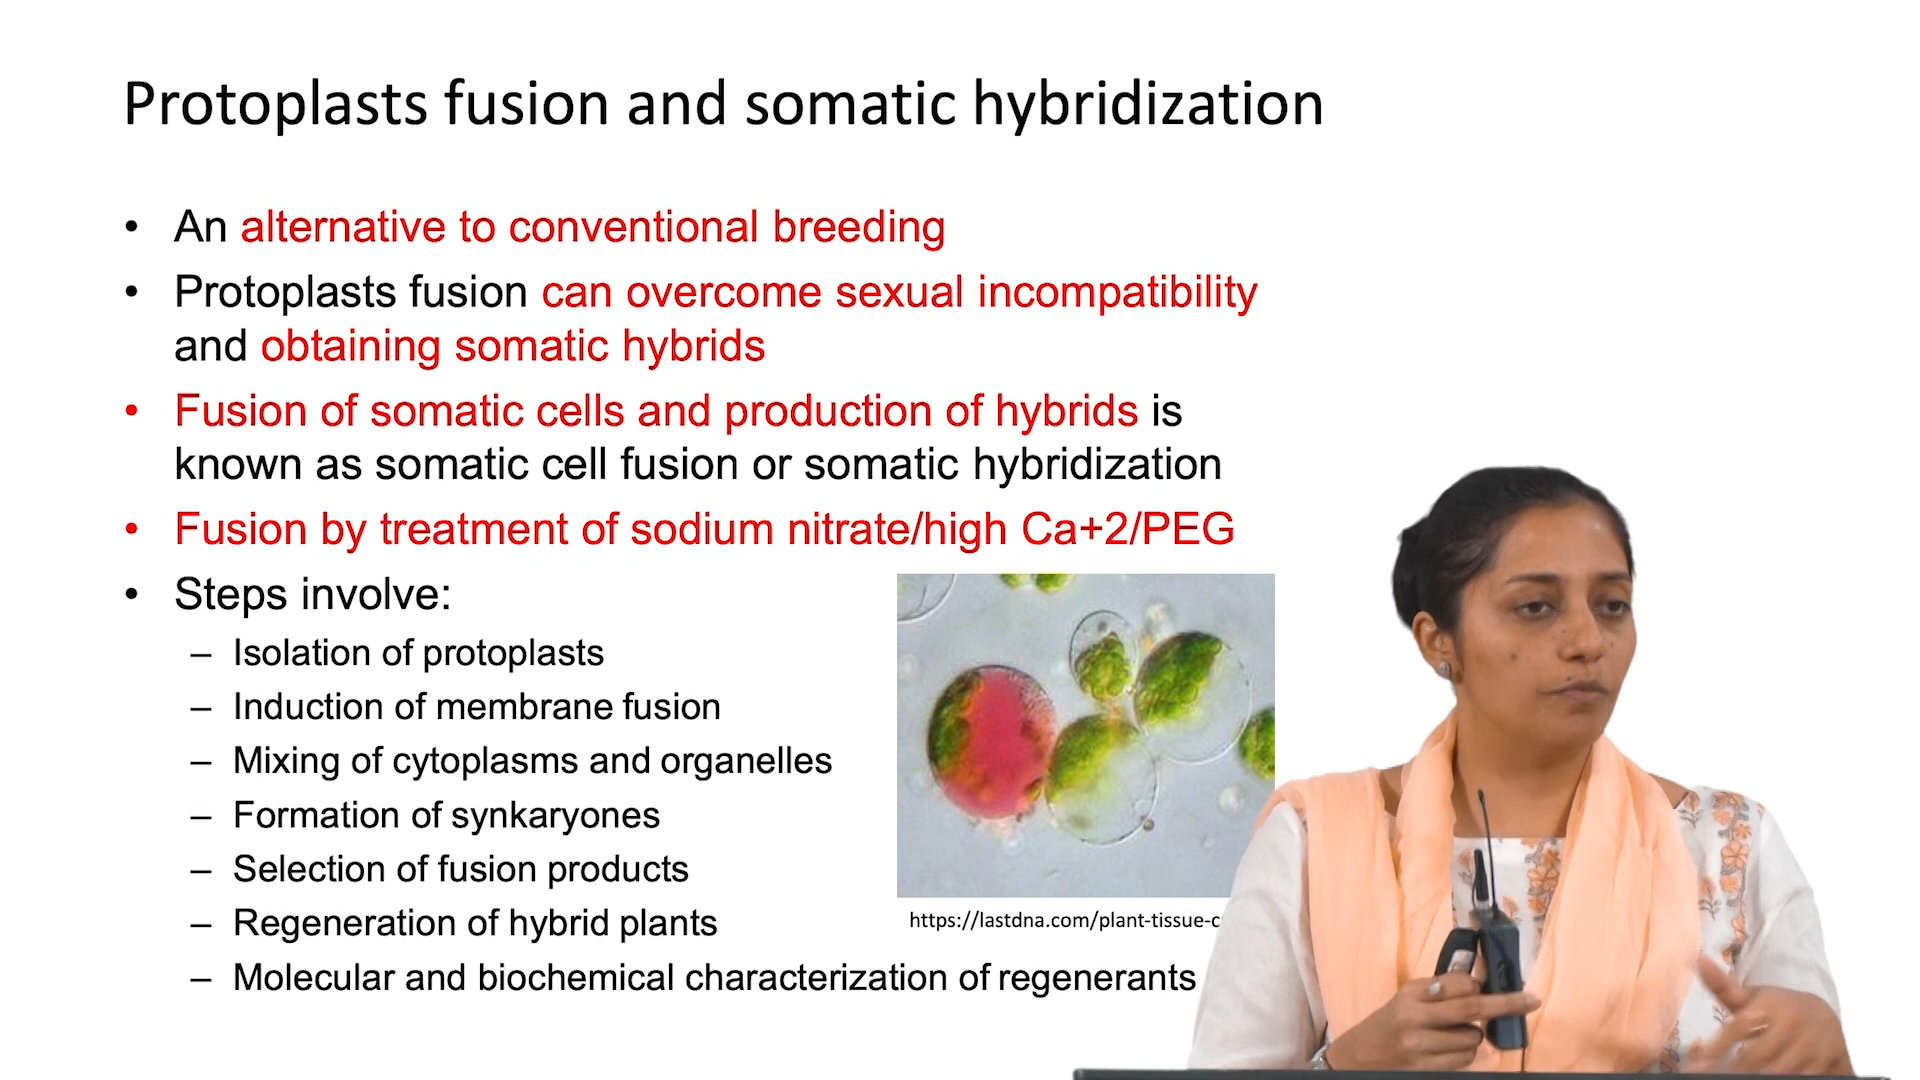 Protoplasts fusion and somatic hybridization
• An alternative to conventional breeding
• Protoplasts fusion can overcome sexual incompatibility
and obtaining somatic hybrids
• Fusion of somatic cells and production of hybrids is
known as somatic cell fusion or somatic hybridization
• Fusion by treatment of sodium nitrate/high Ca+2/PEG
• Steps involve:
– Isolation of protoplasts
– Induction of membrane fusion
– Mixing of cytoplasms and organelles
– Formation of synkaryones
– Selection of fusion products
– Regeneration of hybrid plants
https://lastdna.com/plant-tissue-c
– Molecular and biochemical characterization of regenerants